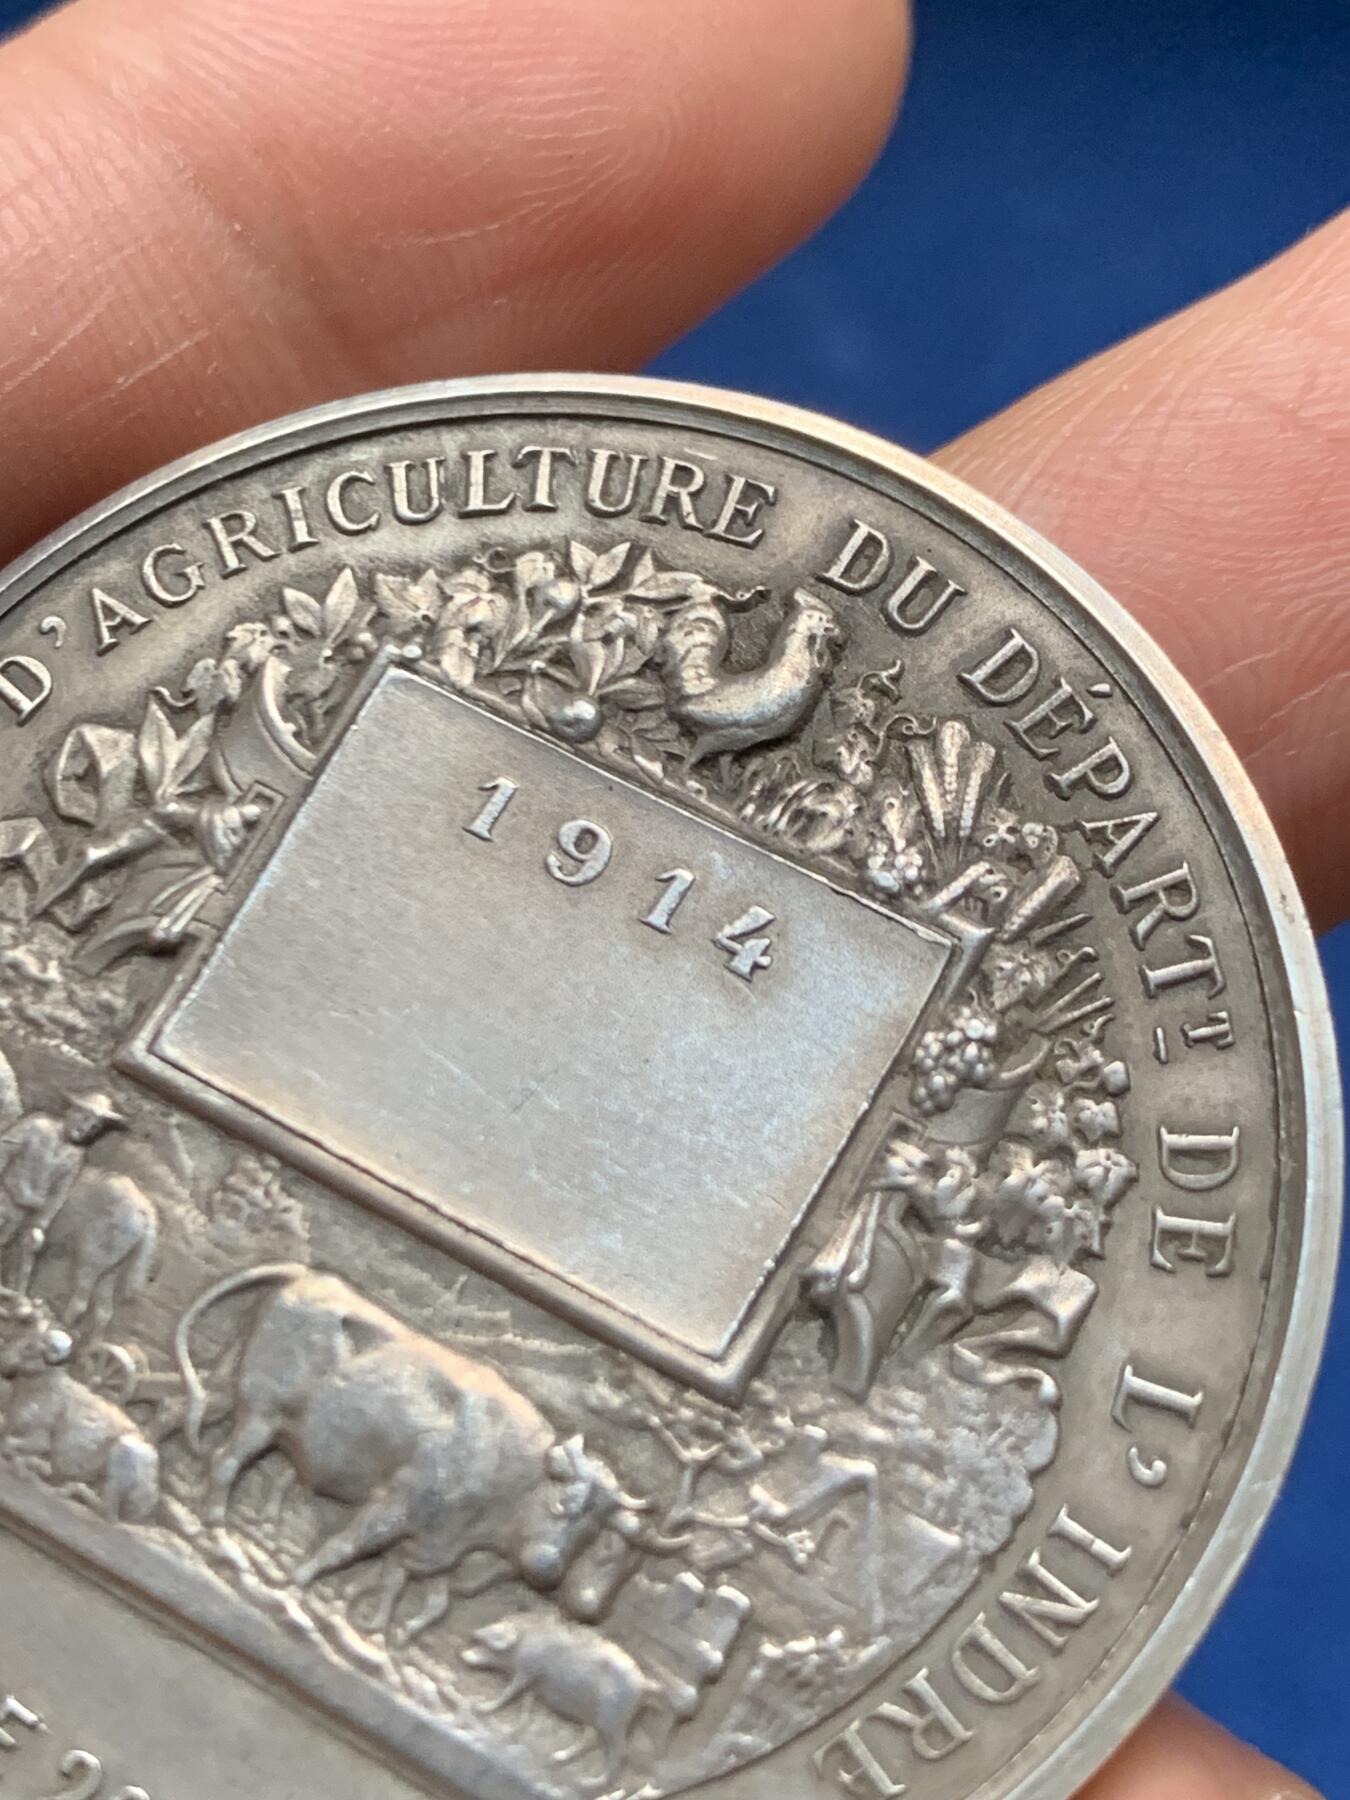 D'AGRICULTURE DU DÉPART^T DE L'INDRE
1914